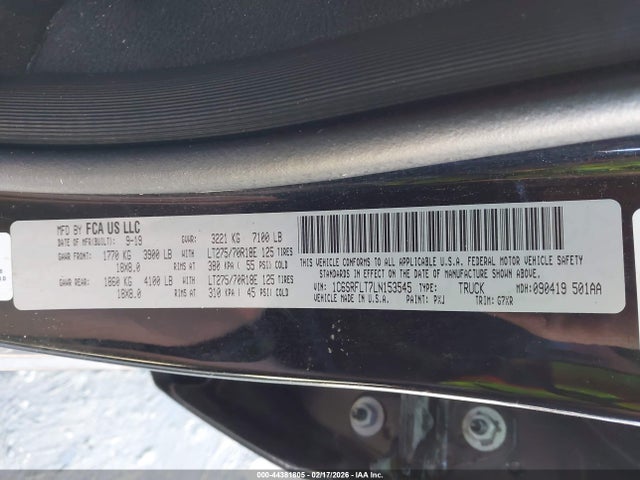 MFD BY FCA US LLC
DATE OF MFR(BUILT): 9-19 GVWR: 3221 KG 7100 LB
GAWR FRONT: 1770 KG 3900 LB LT275/70R18E 125 TIRES
18X8.0 RIMS AT 380 KPA ( 55 PSI) COLD
GAWR REAR: 1860 KG 4100 LB LT275/70R18E 125 TIRES
18X8.0 RIMS AT 310 KPA ( 45 PSI) COLD
THIS VEHICLE CONFORMS TO ALL APPLICABLE U.S.A. FEDERAL MOTOR VEHICLE SAFETY
STANDARDS IN EFFECT ON THE DATE OF MANUFACTURE SHOWN ABOVE.
VIN: 1C6SRFLT7LN153545 TYPE: TRUCK MDH: 090419 501AA
VEHICLE MADE IN U.S.A. PAINT: PXJ TRIM: G7XR
00-44381805 - 02/17/2026 - IAA Inc.